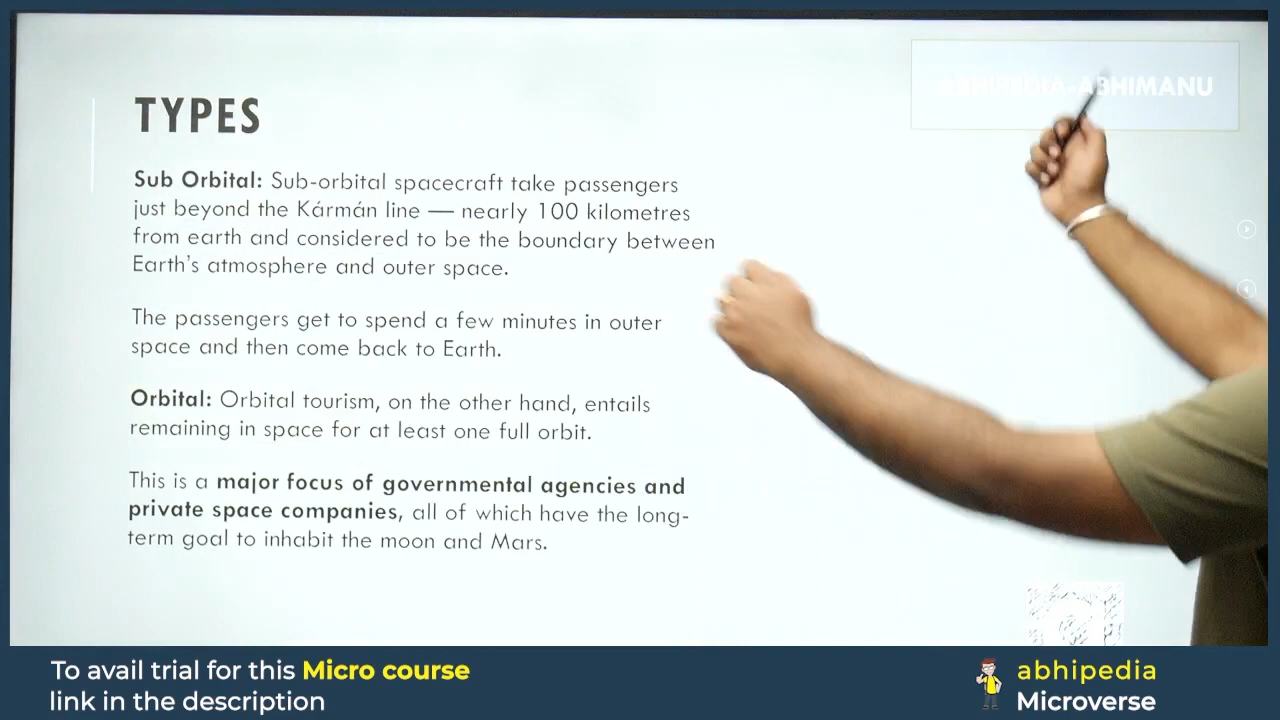 ABHIPEDIA-ABHIMANU
TYPES
Sub Orbital: Sub-orbital spacecraft take passengers
just beyond the Kármán line — nearly 100 kilometres
from earth and considered to be the boundary between
Earth's atmosphere and outer space.
The passengers get to spend a few minutes in outer
space and then come back to Earth.
Orbital: Orbital tourism, on the other hand, entails
remaining in space for at least one full orbit.
This is a major focus of governmental agencies and
private space companies, all of which have the long-
term goal to inhabit the moon and Mars.
To avail trial for this Micro course
link in the description
abhipedia
Microverse